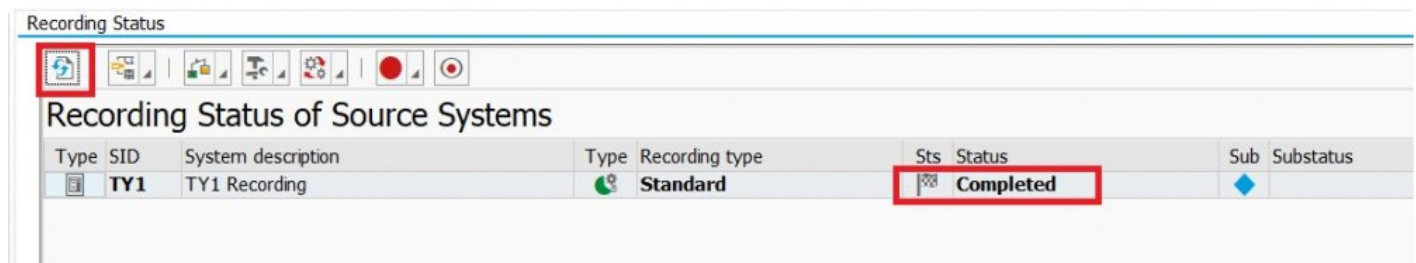 Recording Status
Recording Status of Source Systems
Type SID System description Type Recording type Sts Status Sub Substatus
TY1 TY1 Recording Standard Completed